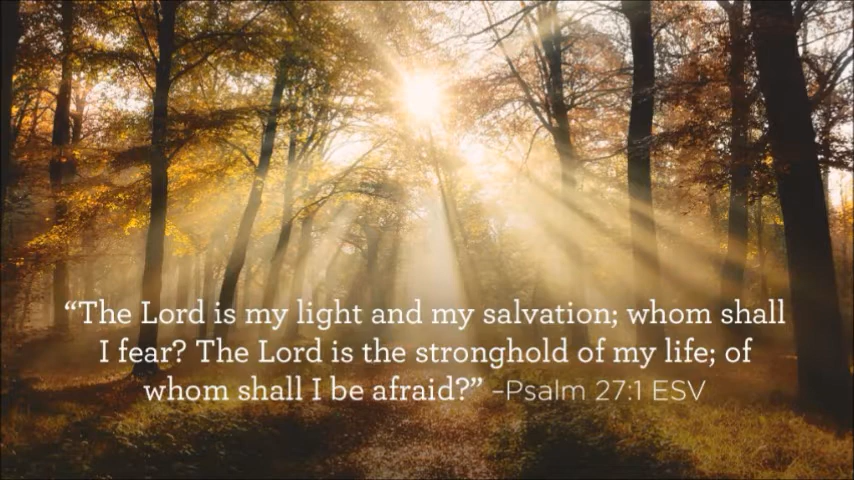 “The Lord is my light and my salvation; whom shall
I fear? The Lord is the stronghold of my life; of
whom shall I be afraid?” –Psalm 27:1 ESV